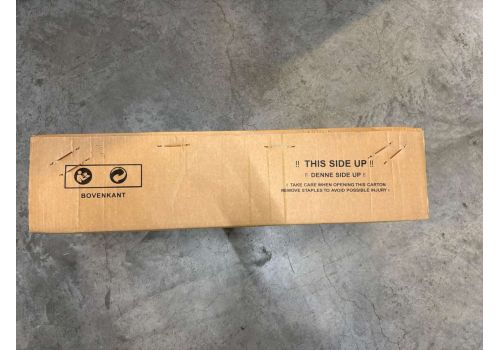 BOVENKANT
!! THIS SIDE UP !!
!! DENNE SIDE UP !!
! TAKE CARE WHEN OPENING THIS CARTON
REMOVE STAPLES TO AVOID POSSIBLE INJURY !